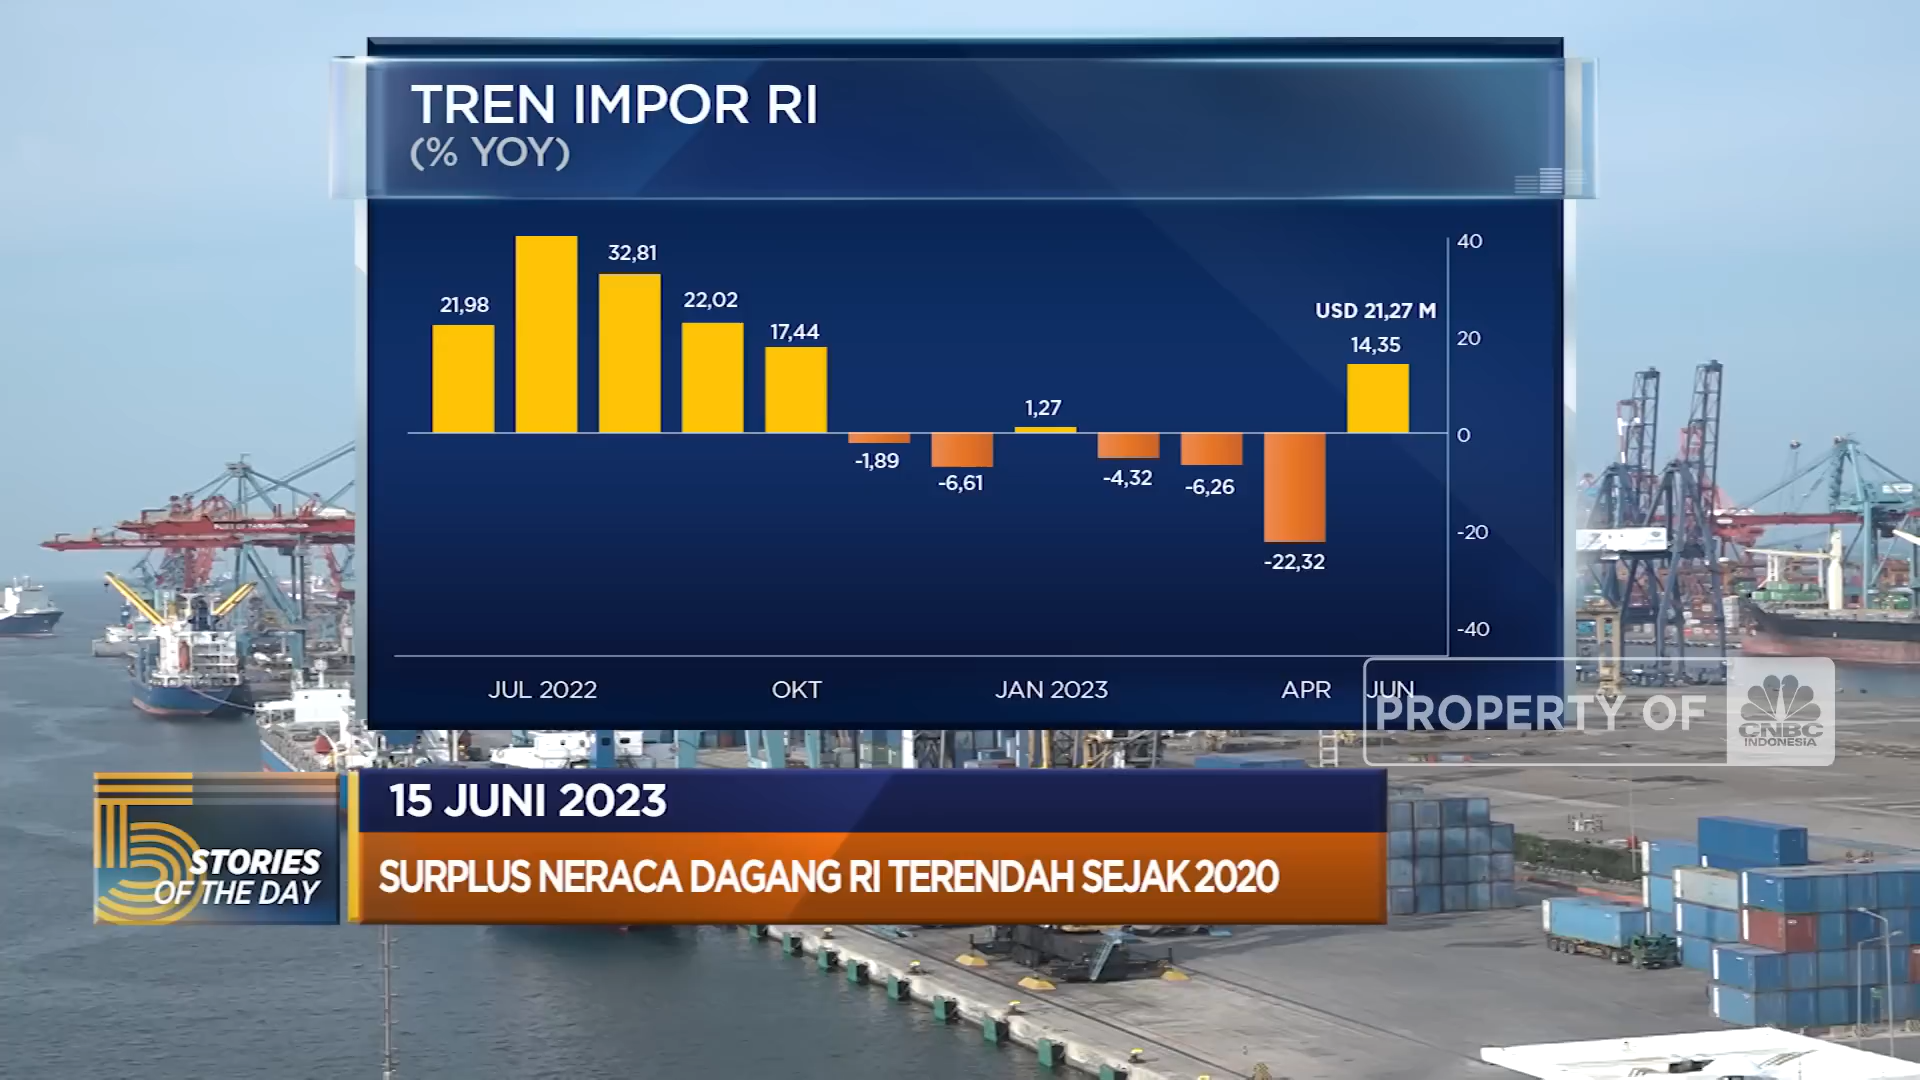 TREN IMPOR RI
(% YOY)
21,98
32,81
22,02
17,44
-1,89
-6,61
1,27
-4,32
-6,26
-22,32
USD 21,27 M
14,35
40
20
0
-20
-40
JUL 2022
OKT
JAN 2023
APR
JUN
PROPERTY OF
CNBC
INDONESIA
5
STORIES
OF THE DAY
15 JUNI 2023
SURPLUS NERACA DAGANG RI TERENDAH SEJAK 2020